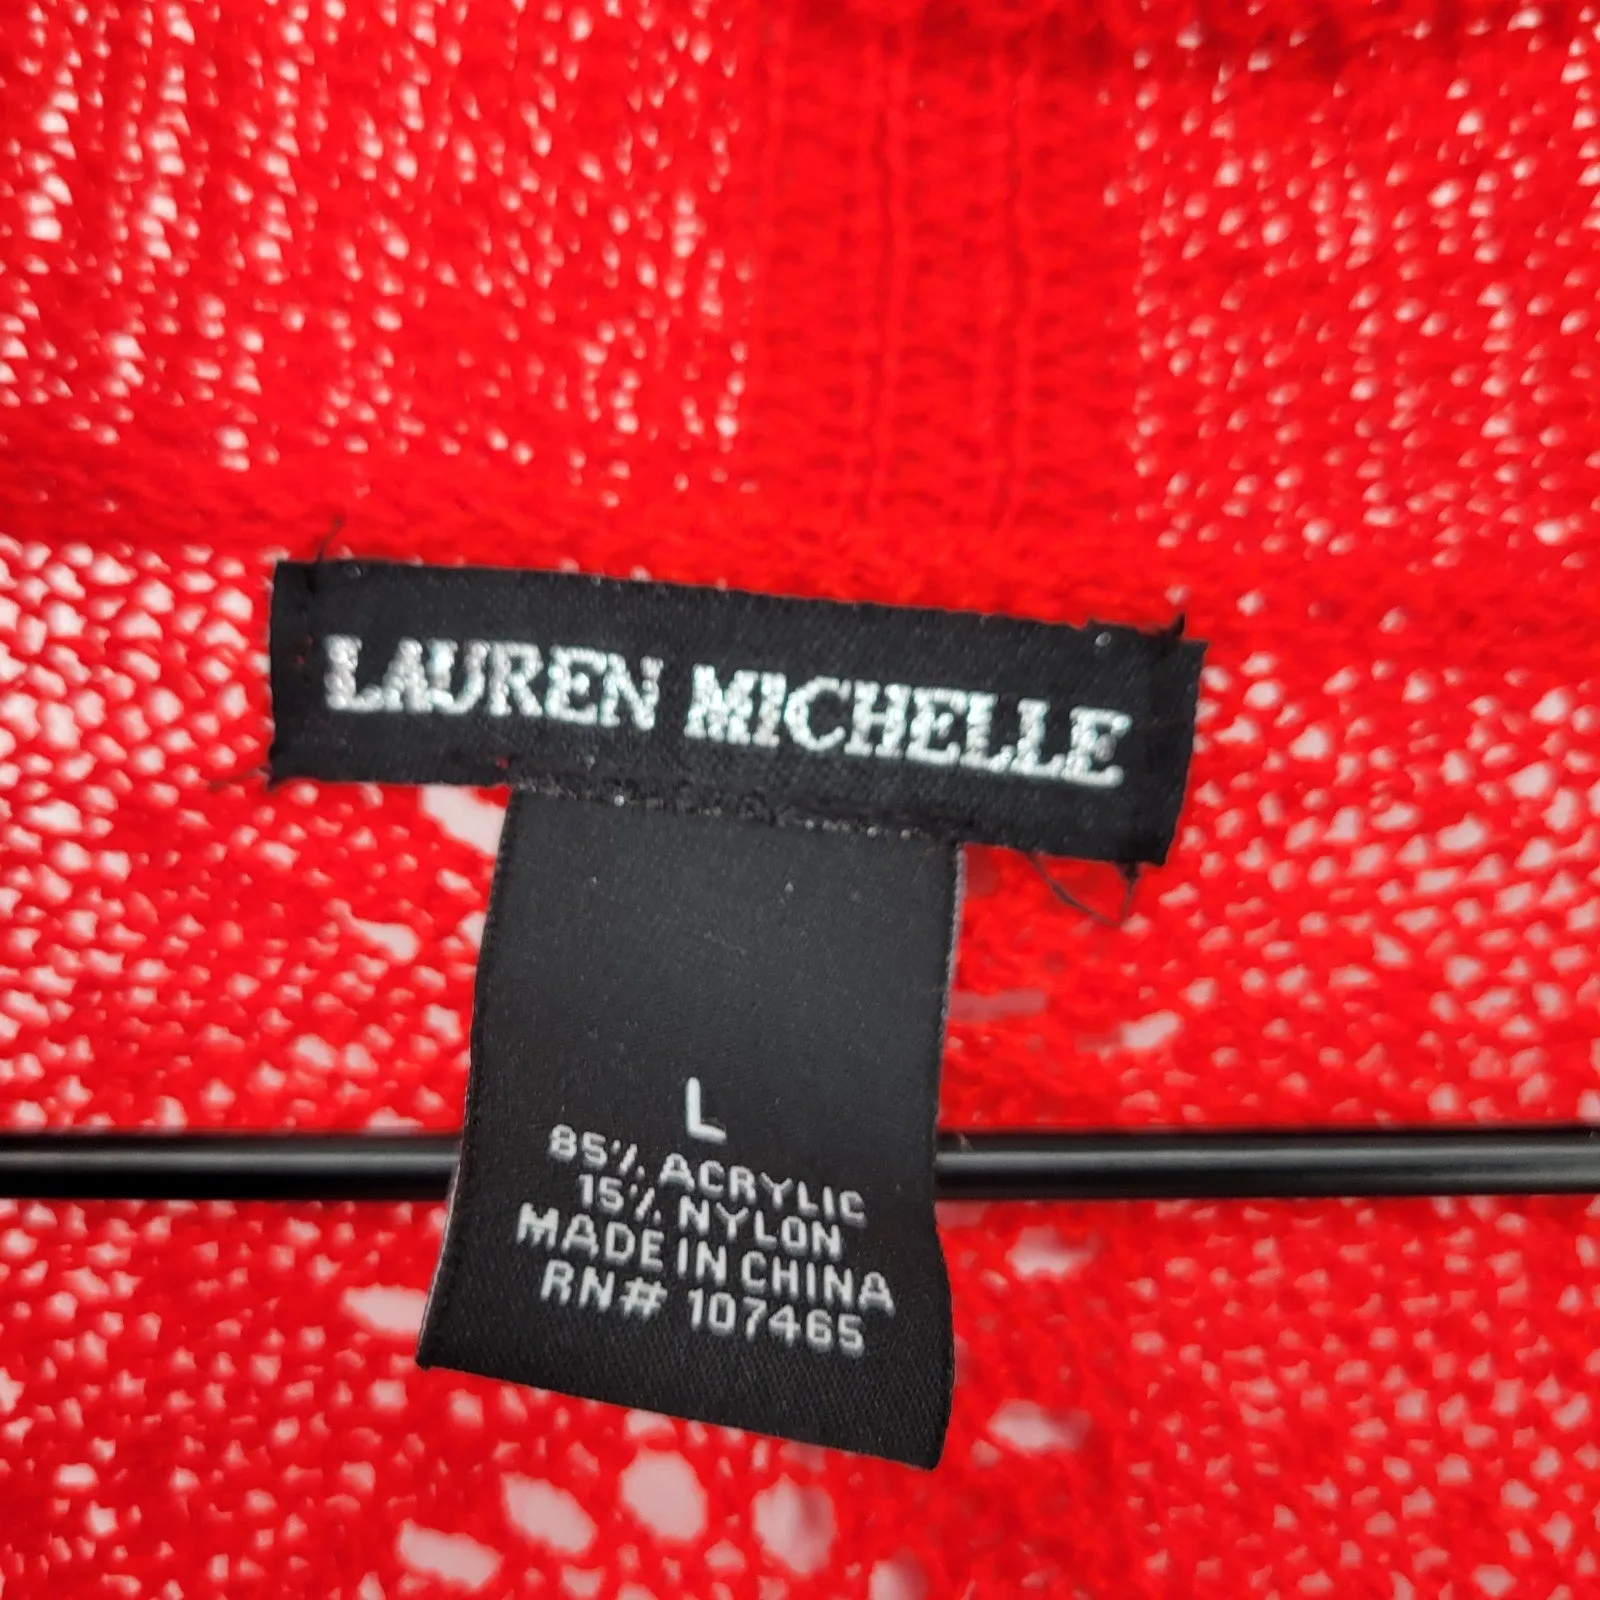 LAUREN MICHELLE
L
85% ACRYLIC
15% NYLON
MADE IN CHINA
RN# 107465